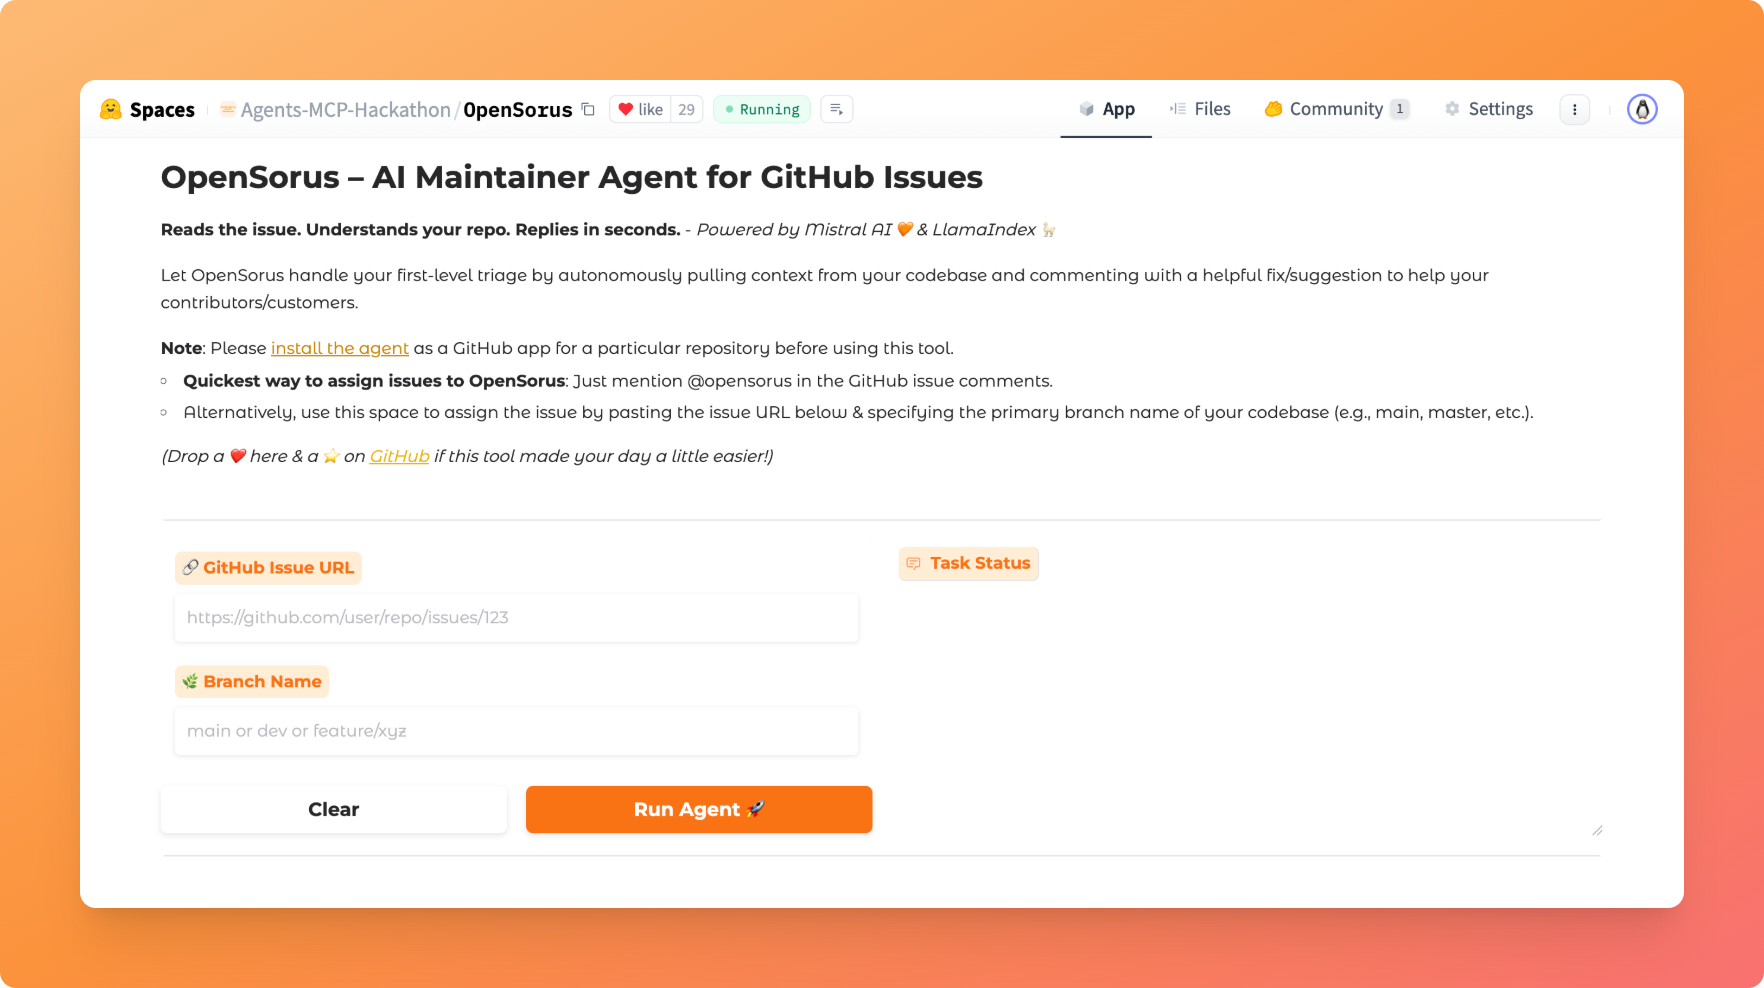 Spaces Agents-MCP-Hackathon/OpenSorus like 29 Running App Files Community 1 Settings
OpenSorus – AI Maintainer Agent for GitHub Issues
Reads the issue. Understands your repo. Replies in seconds. - Powered by Mistral AI 🧡 & LlamaIndex 🦙
Let OpenSorus handle your first-level triage by autonomously pulling context from your codebase and commenting with a helpful fix/suggestion to help your
contributors/customers.
Note: Please install the agent as a GitHub app for a particular repository before using this tool.
Quickest way to assign issues to OpenSorus: Just mention @opensorus in the GitHub issue comments.
Alternatively, use this space to assign the issue by pasting the issue URL below & specifying the primary branch name of your codebase (e.g., main, master, etc.).
(Drop a ❤️ here & a ⭐ on GitHub if this tool made your day a little easier!)
🔗 GitHub Issue URL
https://github.com/user/repo/issues/123
🌿 Branch Name
main or dev or feature/xyz
Clear
Run Agent 🚀
Task Status